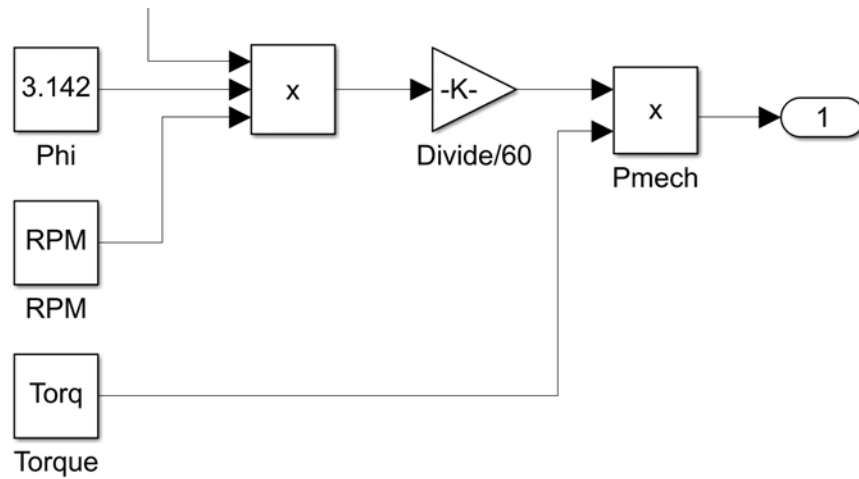 3.142
x
-K-
x
1
Phi
Divide/60
Pmech
RPM
RPM
Torq
Torque